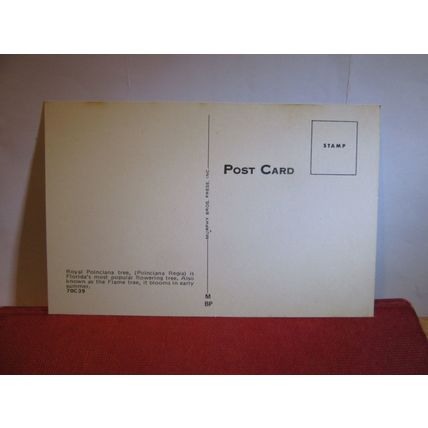 STAMP
POST CARD
MURPHY BROS. PRESS, INC.
Royal Poinciana tree, (Poinciana Regia) is
Florida's most popular flowering tree. Also
known as the Flame tree, it blooms in early
summer.
70C39
M
BP